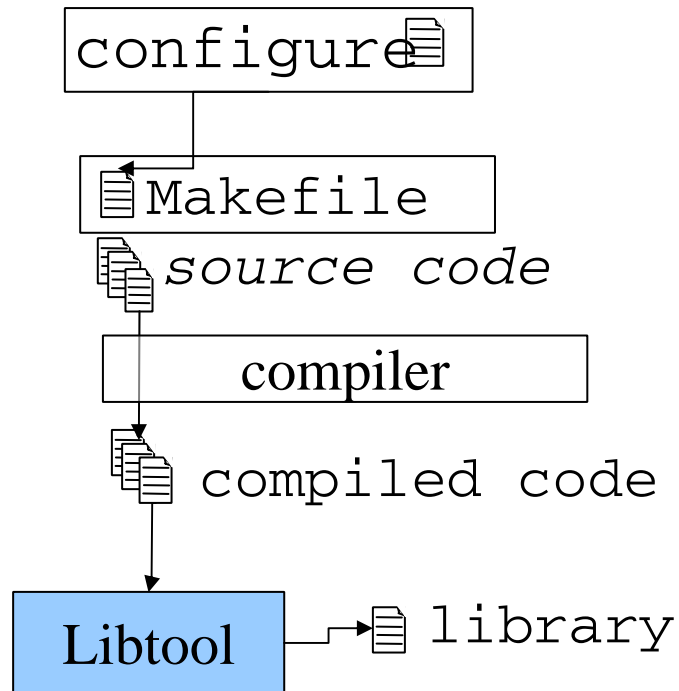 configure
Makefile
source code
compiler
compiled code
Libtool
library